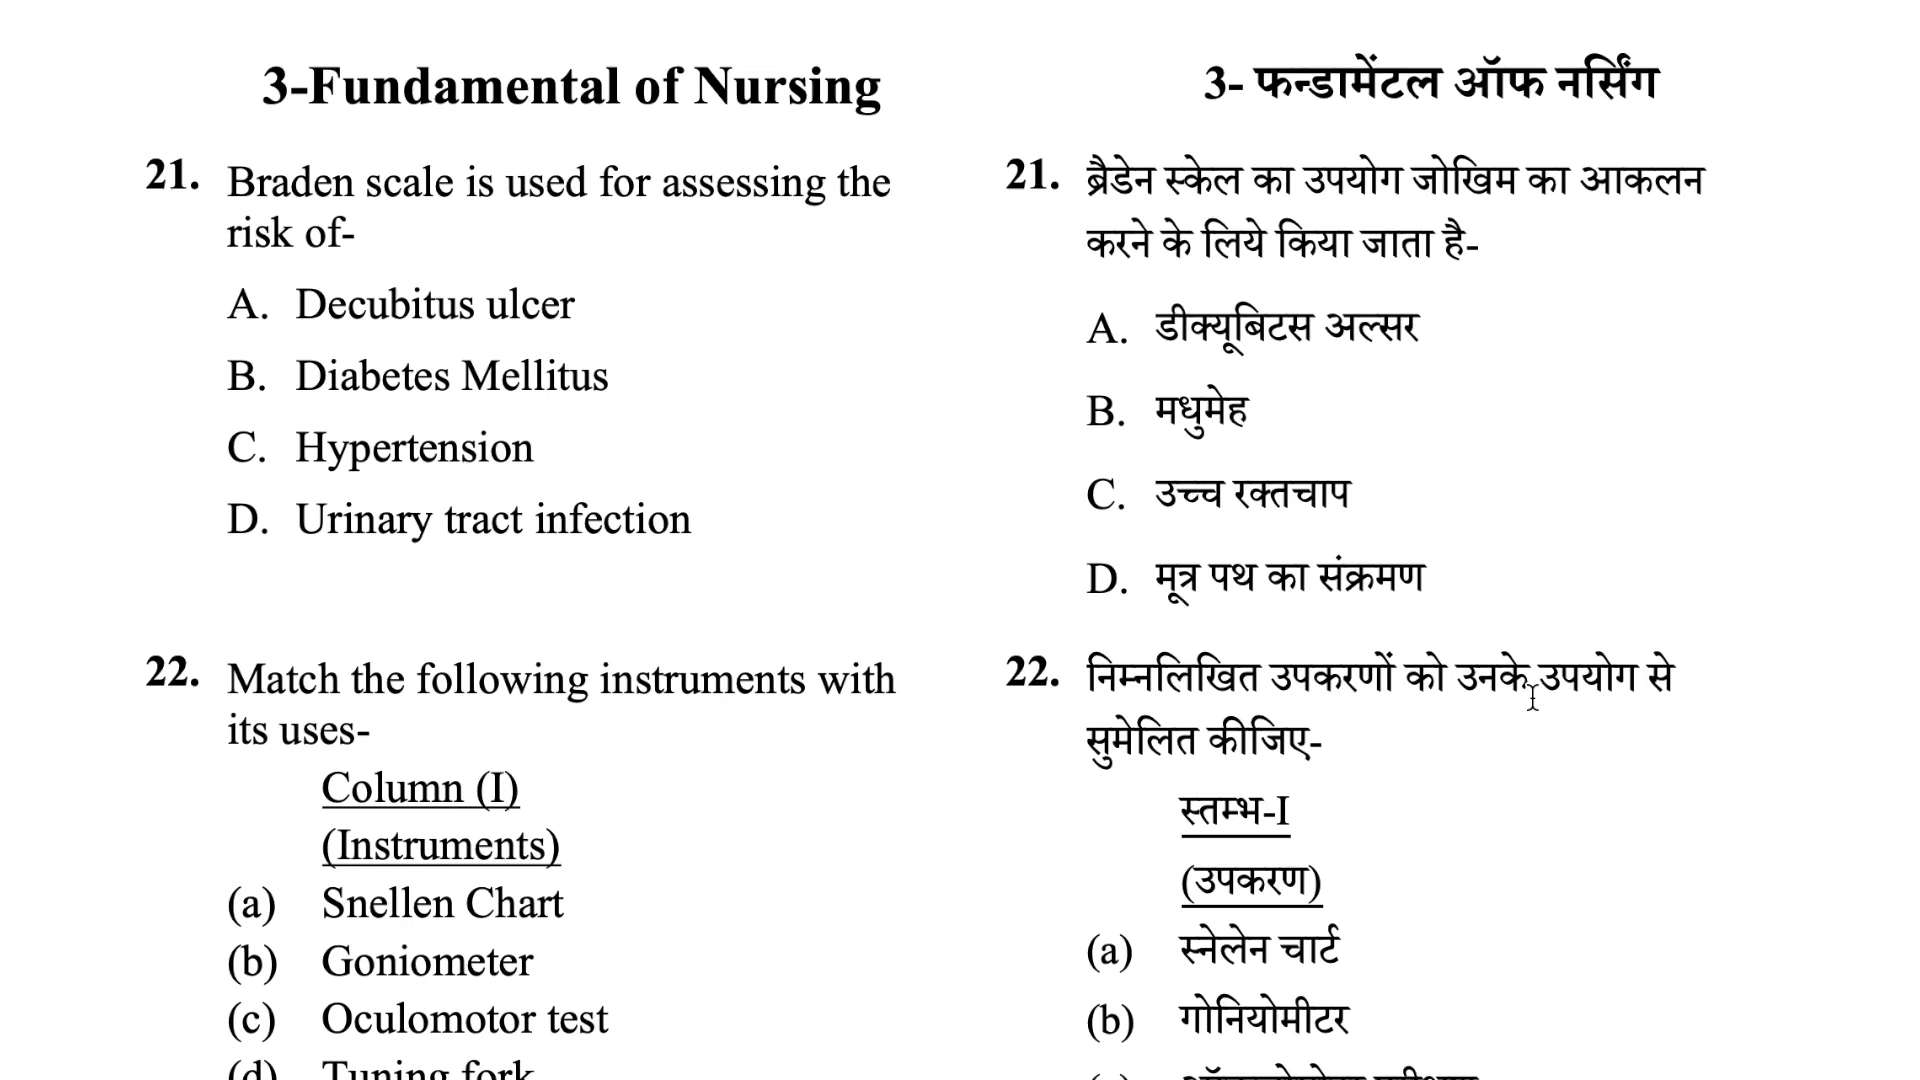 3-Fundamental of Nursing
21. Braden scale is used for assessing the
risk of-
A. Decubitus ulcer
B. Diabetes Mellitus
C. Hypertension
D. Urinary tract infection
22. Match the following instruments with
its uses-
Column (I)
(Instruments)
(a) Snellen Chart
(b) Goniometer
(c) Oculomotor test
(d) Tuning fork
3- फन्डामेंटल ऑफ नर्सिंग
21. ब्रैडेन स्केल का उपयोग जोखिम का आकलन
करने के लिये किया जाता है-
A. डीक्यूबिटस अल्सर
B. मधुमेह
C. उच्च रक्तचाप
D. मूत्र पथ का संक्रमण
22. निम्नलिखित उपकरणों को उनके उपयोग से
सुमेलित कीजिए-
स्तम्भ-I
(उपकरण)
(a) स्नेलेन चार्ट
(b) गोनियोमीटर